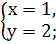 x = 1,
y = 2;